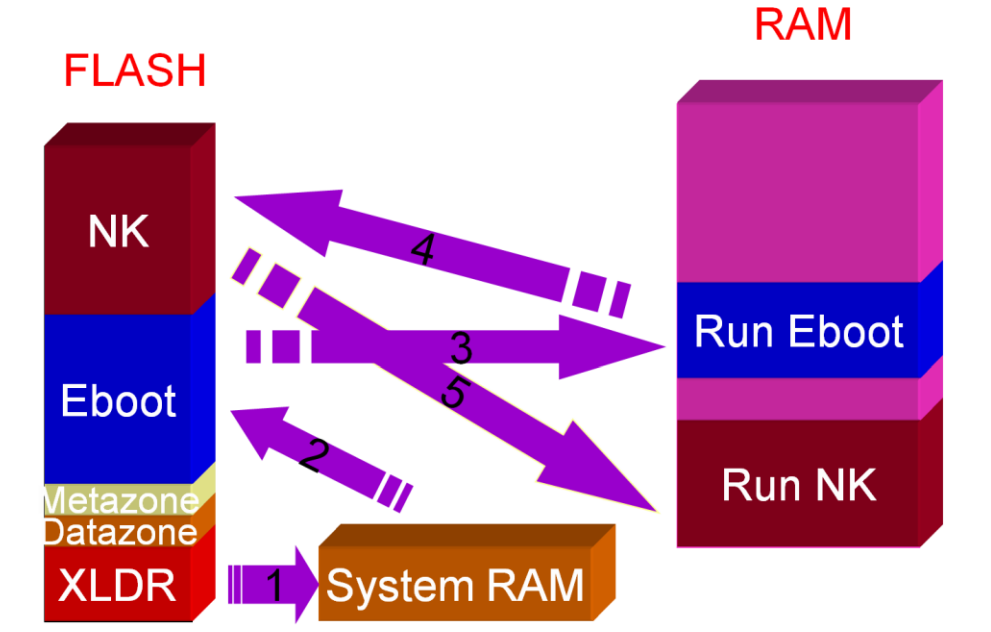 RAM
FLASH
NK
4
Run Eboot
3
Eboot
5
2
Run NK
Metazone
Datazone
XLDR
1
System RAM